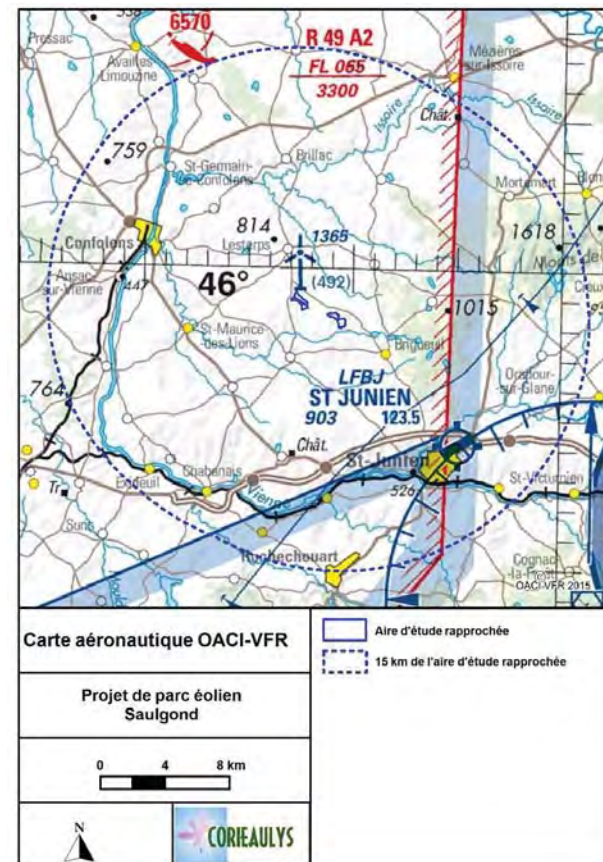 6570
R 49 A2
FL 065
3300
Pressac
Availles
Limouzine
Mézières
-sur-Issoire
Issoire
Issoire
Chât.
759
St-Germain
-de-Confolens
Brillac
Mortemart
814
Lesterps
1365
1618
Confolens
46°
(492)
Ansac
-sur-Vienne
447
1015
St-Maurice
-des-Lions
Brigueuil
Oradour
-sur-Glane
764
LFBJ
ST JUNIEN
903
123.5
Chât.
St-Junien
Chabanais
Vienne
526
St-Victurnien
Tr.
Rochechouart
Cognac
-la-Forêt
OACI-VFR 2015
Carte aéronautique OACI-VFR
Projet de parc éolien
Saulgond
0 4 8 km
N
CORIEAULYS
Aire d'étude rapprochée
15 km de l'aire d'étude rapprochée